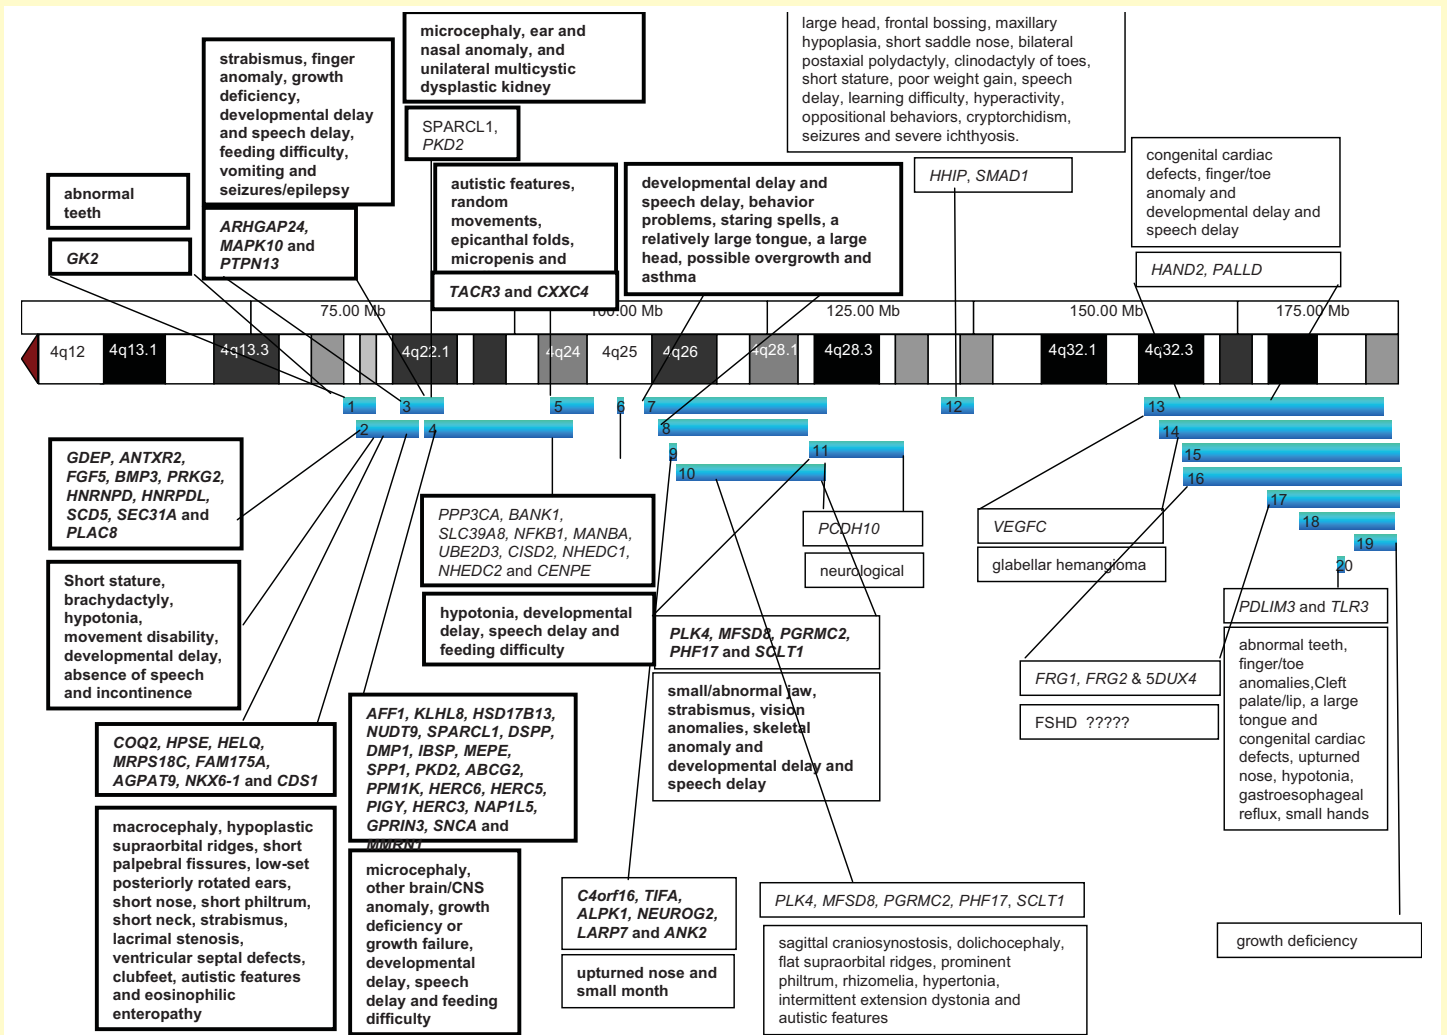 large head, frontal bossing, maxillary
hypoplasia, short saddle nose, bilateral
postaxial polydactyly, clinodactyly of toes,
short stature, poor weight gain, speech
delay, learning difficulty, hyperactivity,
oppositional behaviors, cryptorchidism,
seizures and severe ichthyosis.
microcephaly, ear and
nasal anomaly, and
unilateral multicystic
dysplastic kidney
strabismus, finger
anomaly, growth
deficiency,
developmental delay
and speech delay,
feeding difficulty,
vomiting and
seizures/epilepsy
SPARCL1,
PKD2
abnormal
teeth
GK2
ARHGAP24,
MAPK10 and
PTPN13
autistic features,
random
movements,
epicanthal folds,
micropenis and
TACR3 and CXXC4
developmental delay and
speech delay, behavior
problems, staring spells, a
relatively large tongue, a large
head, possible overgrowth and
asthma
HHIP, SMAD1
congenital cardiac
defects, finger/toe
anomaly and
developmental delay and
speech delay
HAND2, PALLD
75.00 Mb
100.00 Mb
125.00 Mb
150.00 Mb
175.00 Mb
4q12
4q13.1
4q13.3
4q22.1
4q24
4q25
4q26
4q28.1
4q28.3
4q32.1
4q32.3
1
3
5
6
7
12
13
2
4
8
14
9
11
15
10
16
17
18
19
20
GDEP, ANTXR2,
FGF5, BMP3, PRKG2,
HNRNPD, HNRPDL,
SCD5, SEC31A and
PLAC8
Short stature,
brachydactyly,
hypotonia,
movement disability,
developmental delay,
absence of speech
and incontinence
COQ2, HPSE, HELQ,
MRPS18C, FAM175A,
AGPAT9, NKX6-1 and CDS1
macrocephaly, hypoplastic
supraorbital ridges, short
palpebral fissures, low-set
posteriorly rotated ears,
short nose, short philtrum,
short neck, strabismus,
lacrimal stenosis,
ventricular septal defects,
clubfeet, autistic features
and eosinophilic
enteropathy
PPP3CA, BANK1,
SLC39A8, NFKB1, MANBA,
UBE2D3, CISD2, NHEDC1,
NHEDC2 and CENPE
hypotonia, developmental
delay, speech delay and
feeding difficulty
AFF1, KLHL8, HSD17B13,
NUDT9, SPARCL1, DSPP,
DMP1, IBSP, MEPE,
SPP1, PKD2, ABCG2,
PPM1K, HERC6, HERC5,
PIGY, HERC3, NAP1L5,
GPRIN3, SNCA and
MMRN1
microcephaly,
other brain/CNS
anomaly, growth
deficiency or
growth failure,
developmental
delay, speech
delay and feeding
difficulty
PLK4, MFSD8, PGRMC2,
PHF17 and SCLT1
small/abnormal jaw,
strabismus, vision
anomalies, skeletal
anomaly and
developmental delay and
speech delay
C4orf16, TIFA,
ALPK1, NEUROG2,
LARP7 and ANK2
upturned nose and
small month
PCDH10
neurological
PLK4, MFSD8, PGRMC2, PHF17, SCLT1
sagittal craniosynostosis, dolichocephaly,
flat supraorbital ridges, prominent
philtrum, rhizomelia, hypertonia,
intermittent extension dystonia and
autistic features
VEGFC
glabellar hemangioma
FRG1, FRG2 & 5DUX4
FSHD ?????
PDLIM3 and TLR3
abnormal teeth,
finger/toe
anomalies,Cleft
palate/lip, a large
tongue and
congenital cardiac
defects, upturned
nose, hypotonia,
gastroesophageal
reflux, small hands
growth deficiency